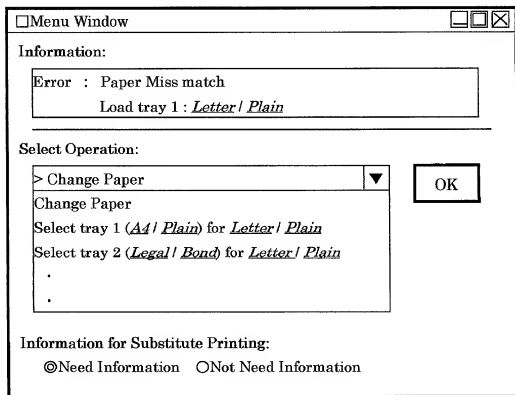 Menu Window
Information:
Error : Paper Miss match
Load tray 1 : Letter / Plain
Select Operation:
> Change Paper
OK
Change Paper
Select tray 1 (A4 / Plain) for Letter / Plain
Select tray 2 (Legal / Bond) for Letter / Plain
.
.
Information for Substitute Printing:
◎Need Information ○Not Need Information